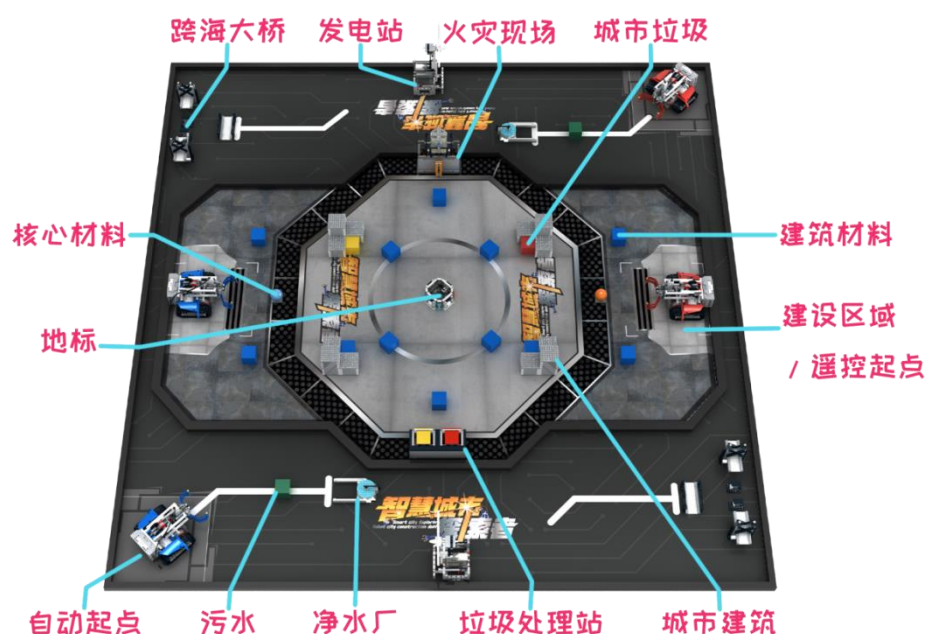 跨海大桥 发电站 火灾现场 城市垃圾
核心材料
建筑材料
地标
建设区域
/ 遥控起点
智慧城市
自动起点 污水 净水厂 垃圾处理站 城市建筑